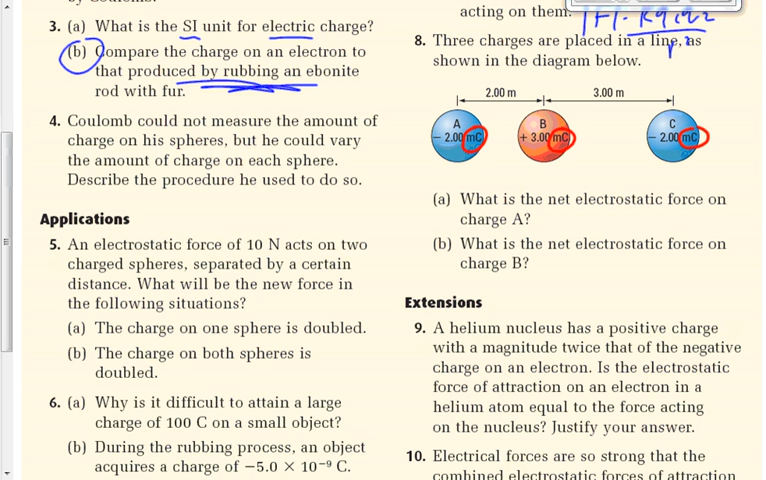 3. (a) What is the SI unit for electric charge?
(b) Compare the charge on an electron to
that produced by rubbing an ebonite
rod with fur.
4. Coulomb could not measure the amount of
charge on his spheres, but he could vary
the amount of charge on each sphere.
Describe the procedure he used to do so.
Applications
5. An electrostatic force of 10 N acts on two
charged spheres, separated by a certain
distance. What will be the new force in
the following situations?
(a) The charge on one sphere is doubled.
(b) The charge on both spheres is
doubled.
6. (a) Why is it difficult to attain a large
charge of 100 C on a small object?
(b) During the rubbing process, an object
acquires a charge of −5.0 × 10⁻⁹ C.
acting on them.
8. Three charges are placed in a line, as
shown in the diagram below.
2.00 m 3.00 m
A B C
− 2.00 mC + 3.00 mC − 2.00 mC
(a) What is the net electrostatic force on
charge A?
(b) What is the net electrostatic force on
charge B?
Extensions
9. A helium nucleus has a positive charge
with a magnitude twice that of the negative
charge on an electron. Is the electrostatic
force of attraction on an electron in a
helium atom equal to the force acting
on the nucleus? Justify your answer.
10. Electrical forces are so strong that the
combined electrostatic forces of attraction